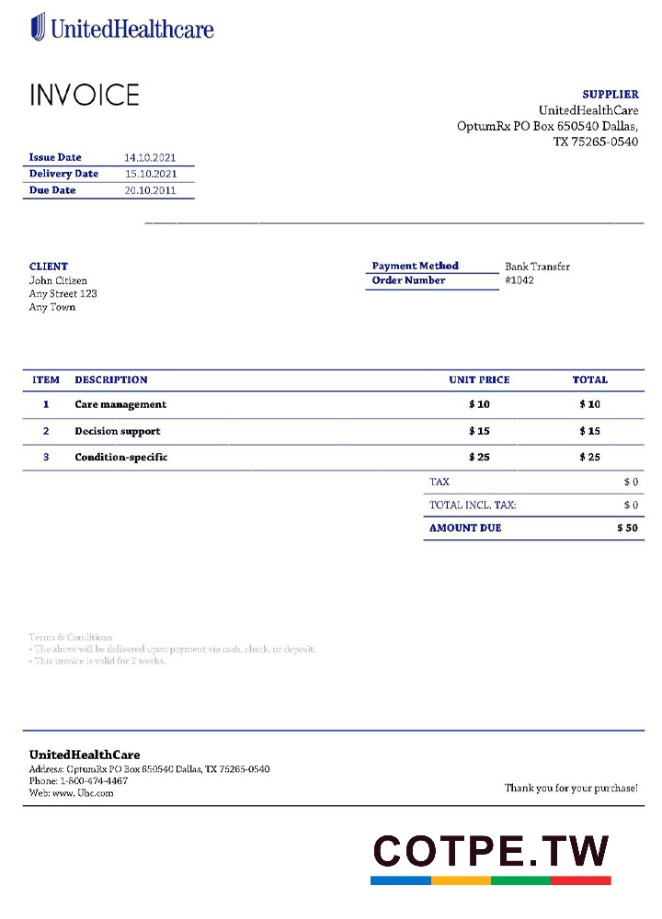 UnitedHealthcare
INVOICE
SUPPLIER
UnitedHealthCare
OptumRx PO Box 650540 Dallas,
TX 75265-0540
Issue Date 14.10.2021
Delivery Date 15.10.2021
Due Date 20.10.2011
CLIENT
John Citizen
Any Street 123
Any Town
Payment Method Bank Transfer
Order Number #1042
ITEM DESCRIPTION UNIT PRICE TOTAL
1 Care management $ 10 $ 10
2 Decision support $ 15 $ 15
3 Condition-specific $ 25 $ 25
TAX $ 0
TOTAL INCL. TAX: $ 0
AMOUNT DUE $ 50
Terms & Conditions
• The above will be delivered upon payment via cash, check, or deposit.
• This invoice is valid for 2 weeks.
UnitedHealthCare
Address: OptumRx PO Box 650540 Dallas, TX 75265-0540
Phone: 1-800-474-4467
Web: www. Uhc.com
Thank you for your purchase!
COTPE.TW